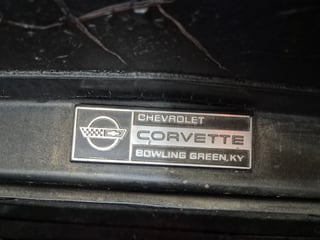 CHEVROLET
CORVETTE
BOWLING GREEN, KY